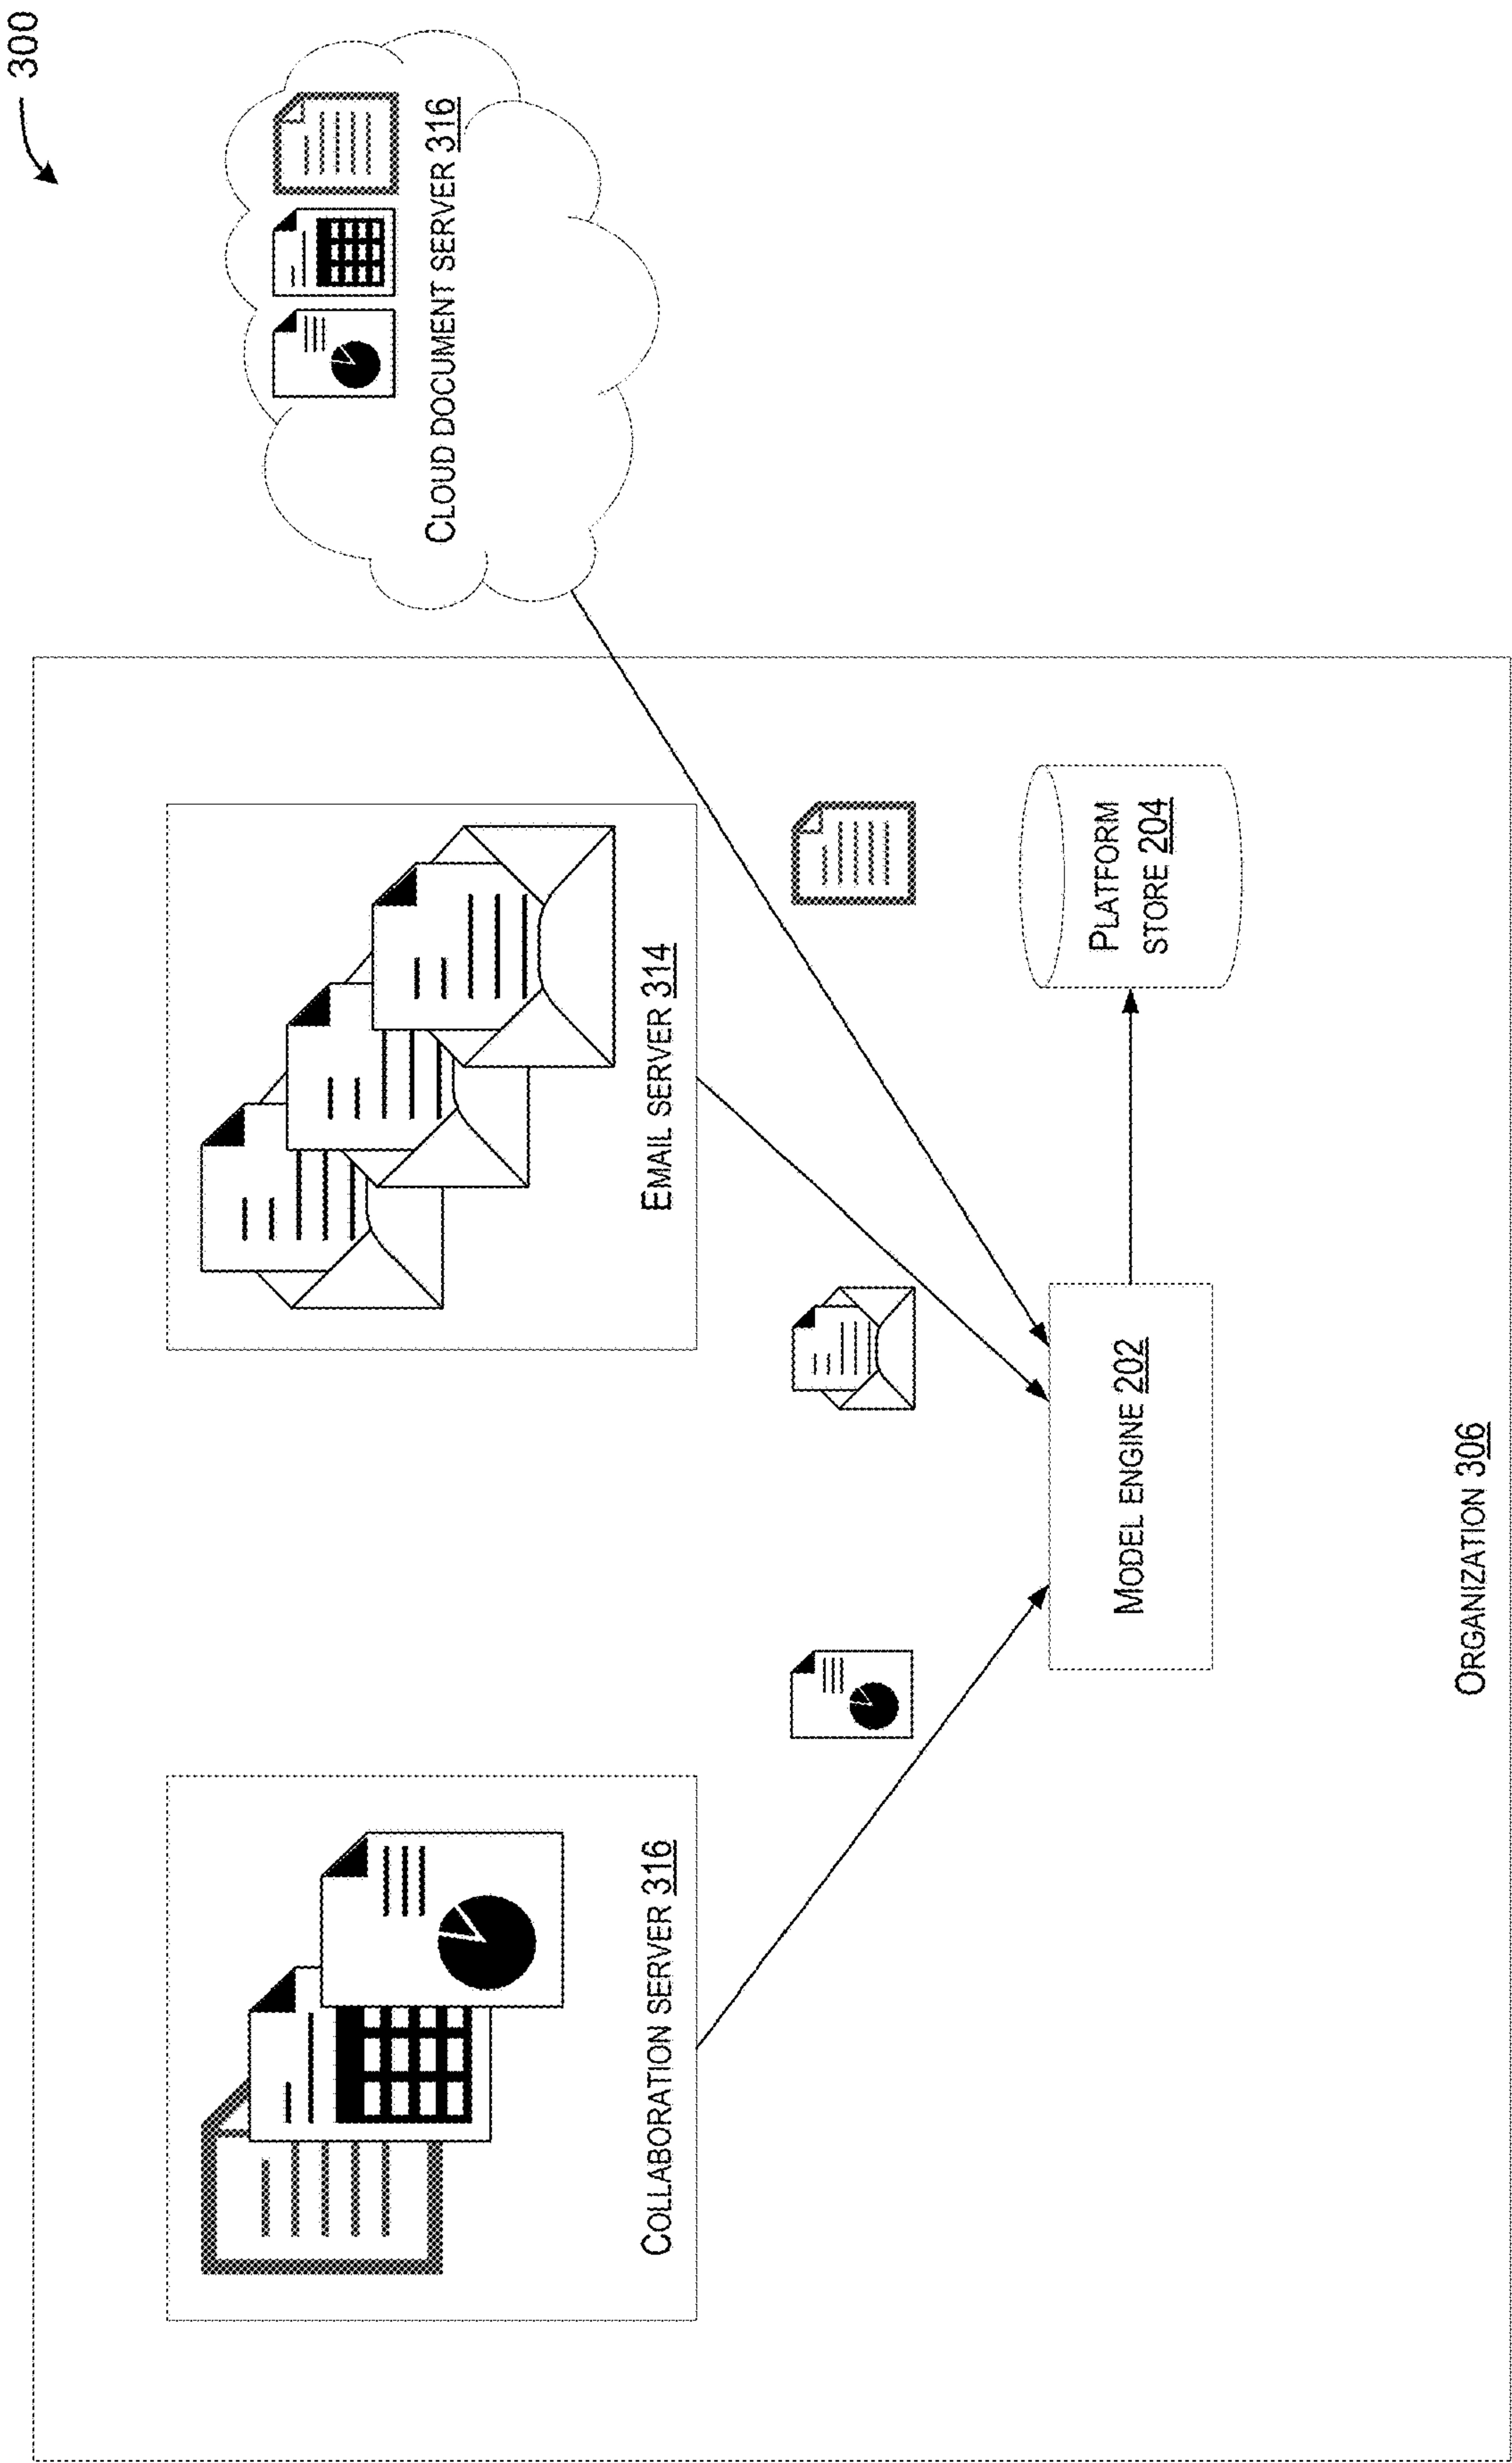 300
CLOUD DOCUMENT SERVER 316
COLLABORATION SERVER 316
EMAIL SERVER 314
MODEL ENGINE 202
PLATFORM
STORE 204
ORGANIZATION 306